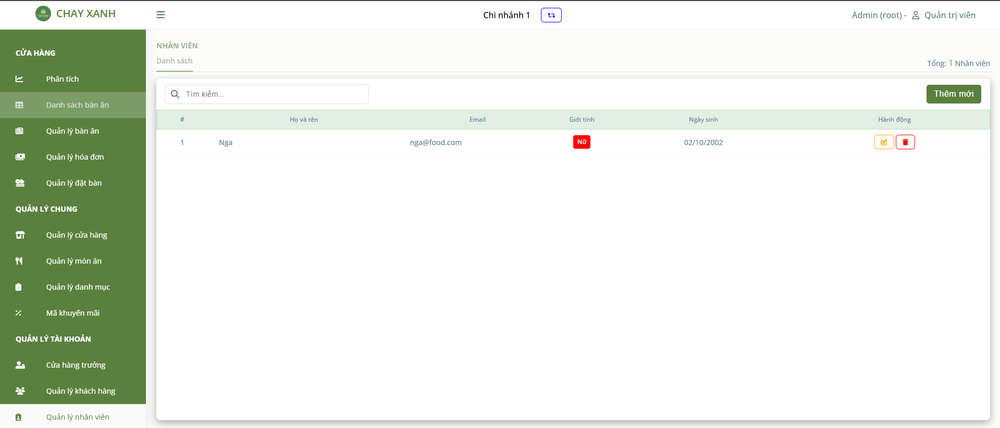 CHAY XANH
Chi nhánh 1
Admin (root) - Quản trị viên
CỬA HÀNG
Phân tích
Danh sách bàn ăn
Quản lý bàn ăn
Quản lý hóa đơn
Quản lý đặt bàn
QUẢN LÝ CHUNG
Quản lý cửa hàng
Quản lý món ăn
Quản lý danh mục
Mã khuyến mãi
QUẢN LÝ TÀI KHOẢN
Cửa hàng trưởng
Quản lý khách hàng
Quản lý nhân viên
NHÂN VIÊN
Danh sách
Tổng: 1 Nhân viên
Tìm kiếm...
Thêm mới
# Họ và tên Email Giới tính Ngày sinh Hành động
1 Nga nga@food.com Nữ 02/10/2002